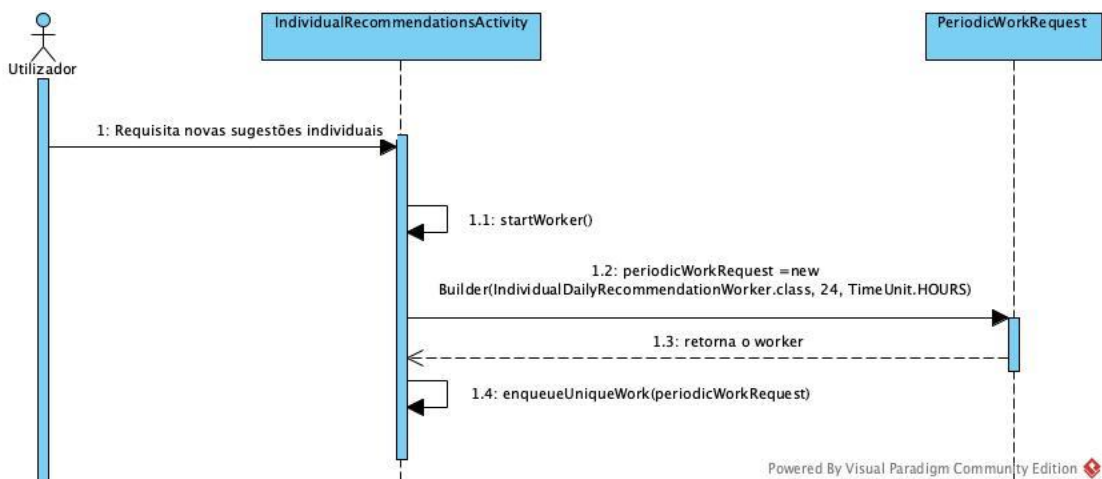 IndividualRecommendationsActivity
PeriodicWorkRequest
Utilizador
1: Requisita novas sugestões individuais
1.1: startWorker()
1.2: periodicWorkRequest =new
Builder(IndividualDailyRecommendationWorker.class, 24, TimeUnit.HOURS)
1.3: retorna o worker
1.4: enqueueUniqueWork(periodicWorkRequest)
Powered By Visual Paradigm Community Edition